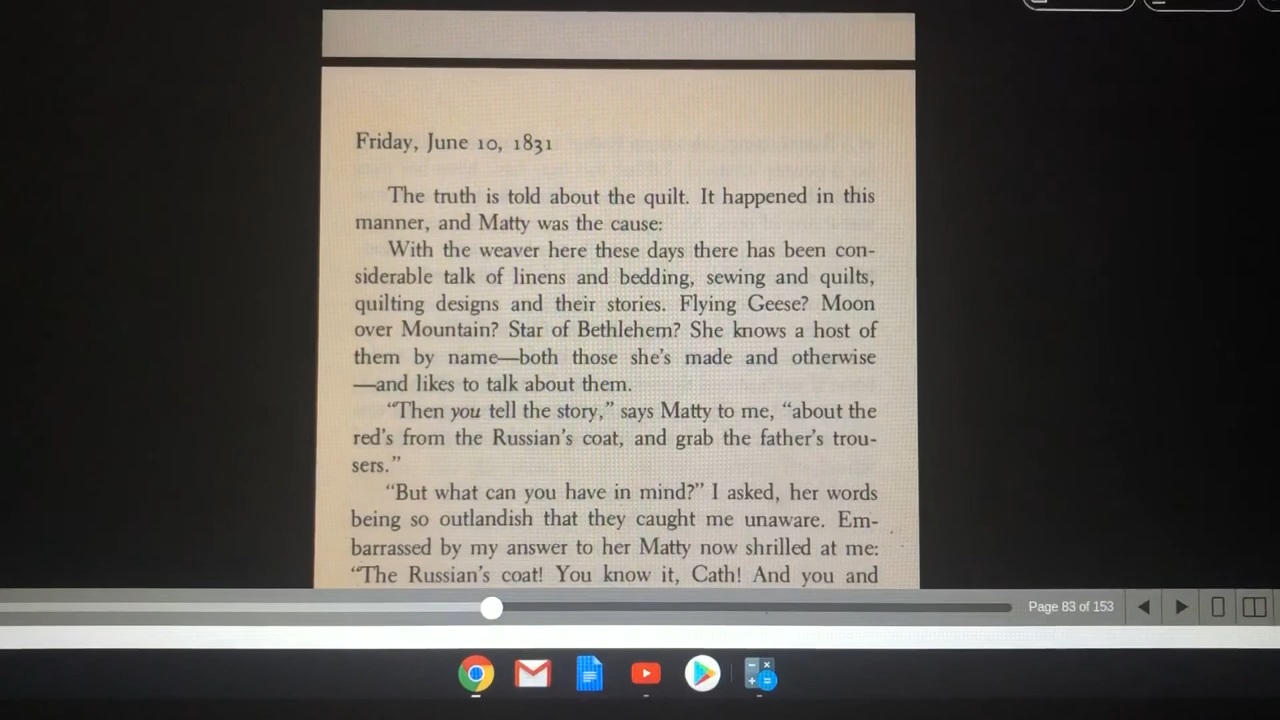 Friday, June 10, 1831
The truth is told about the quilt. It happened in this
manner, and Matty was the cause:
With the weaver here these days there has been con-
siderable talk of linens and bedding, sewing and quilts,
quilting designs and their stories. Flying Geese? Moon
over Mountain? Star of Bethlehem? She knows a host of
them by name—both those she's made and otherwise
—and likes to talk about them.
"Then you tell the story," says Matty to me, "about the
red's from the Russian's coat, and grab the father's trou-
sers."
"But what can you have in mind?" I asked, her words
being so outlandish that they caught me unaware. Em-
barrassed by my answer to her Matty now shrilled at me:
"The Russian's coat! You know it, Cath! And you and
Page 83 of 153